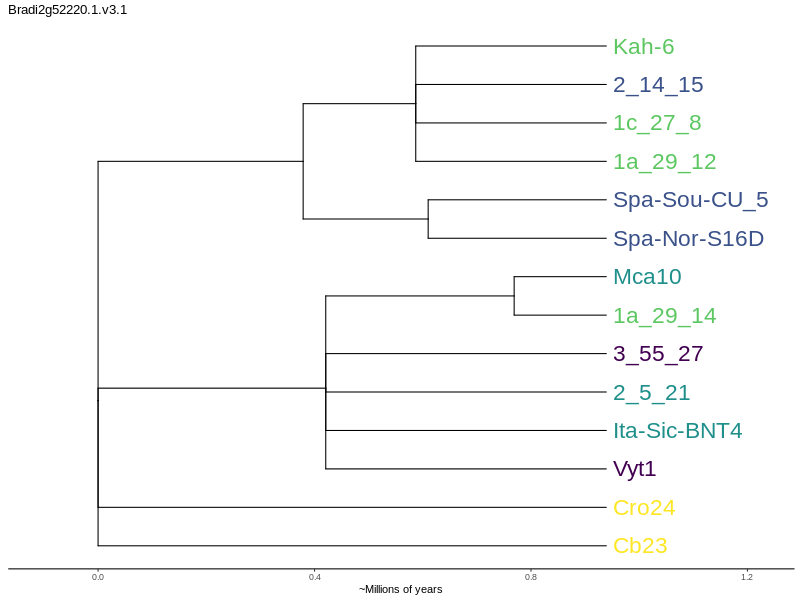 Bradi2g52220.1.v3.1
Kah-6
2_14_15
1c_27_8
1a_29_12
Spa-Sou-CU_5
Spa-Nor-S16D
Mca10
1a_29_14
3_55_27
2_5_21
Ita-Sic-BNT4
Vyt1
Cro24
Cb23
0.0 0.4 0.8 1.2
~Millions of years